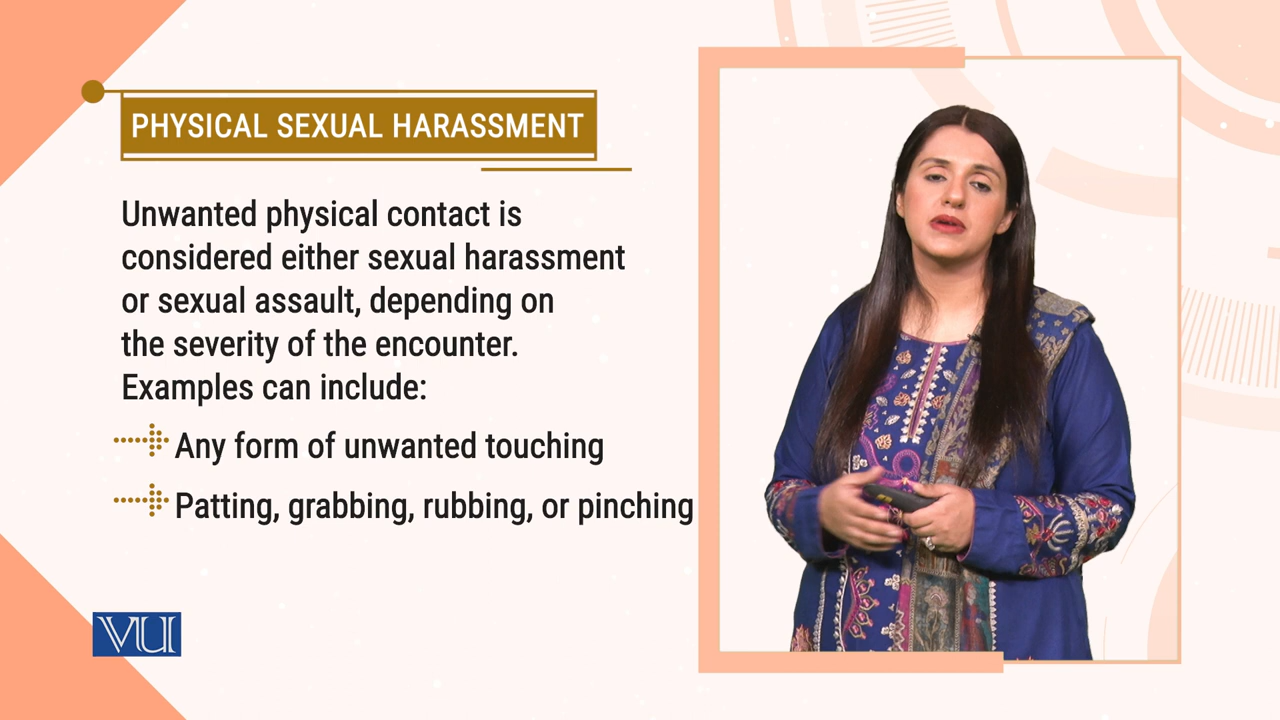 PHYSICAL SEXUAL HARASSMENT
Unwanted physical contact is
considered either sexual harassment
or sexual assault, depending on
the severity of the encounter.
Examples can include:
Any form of unwanted touching
Patting, grabbing, rubbing, or pinching
VU